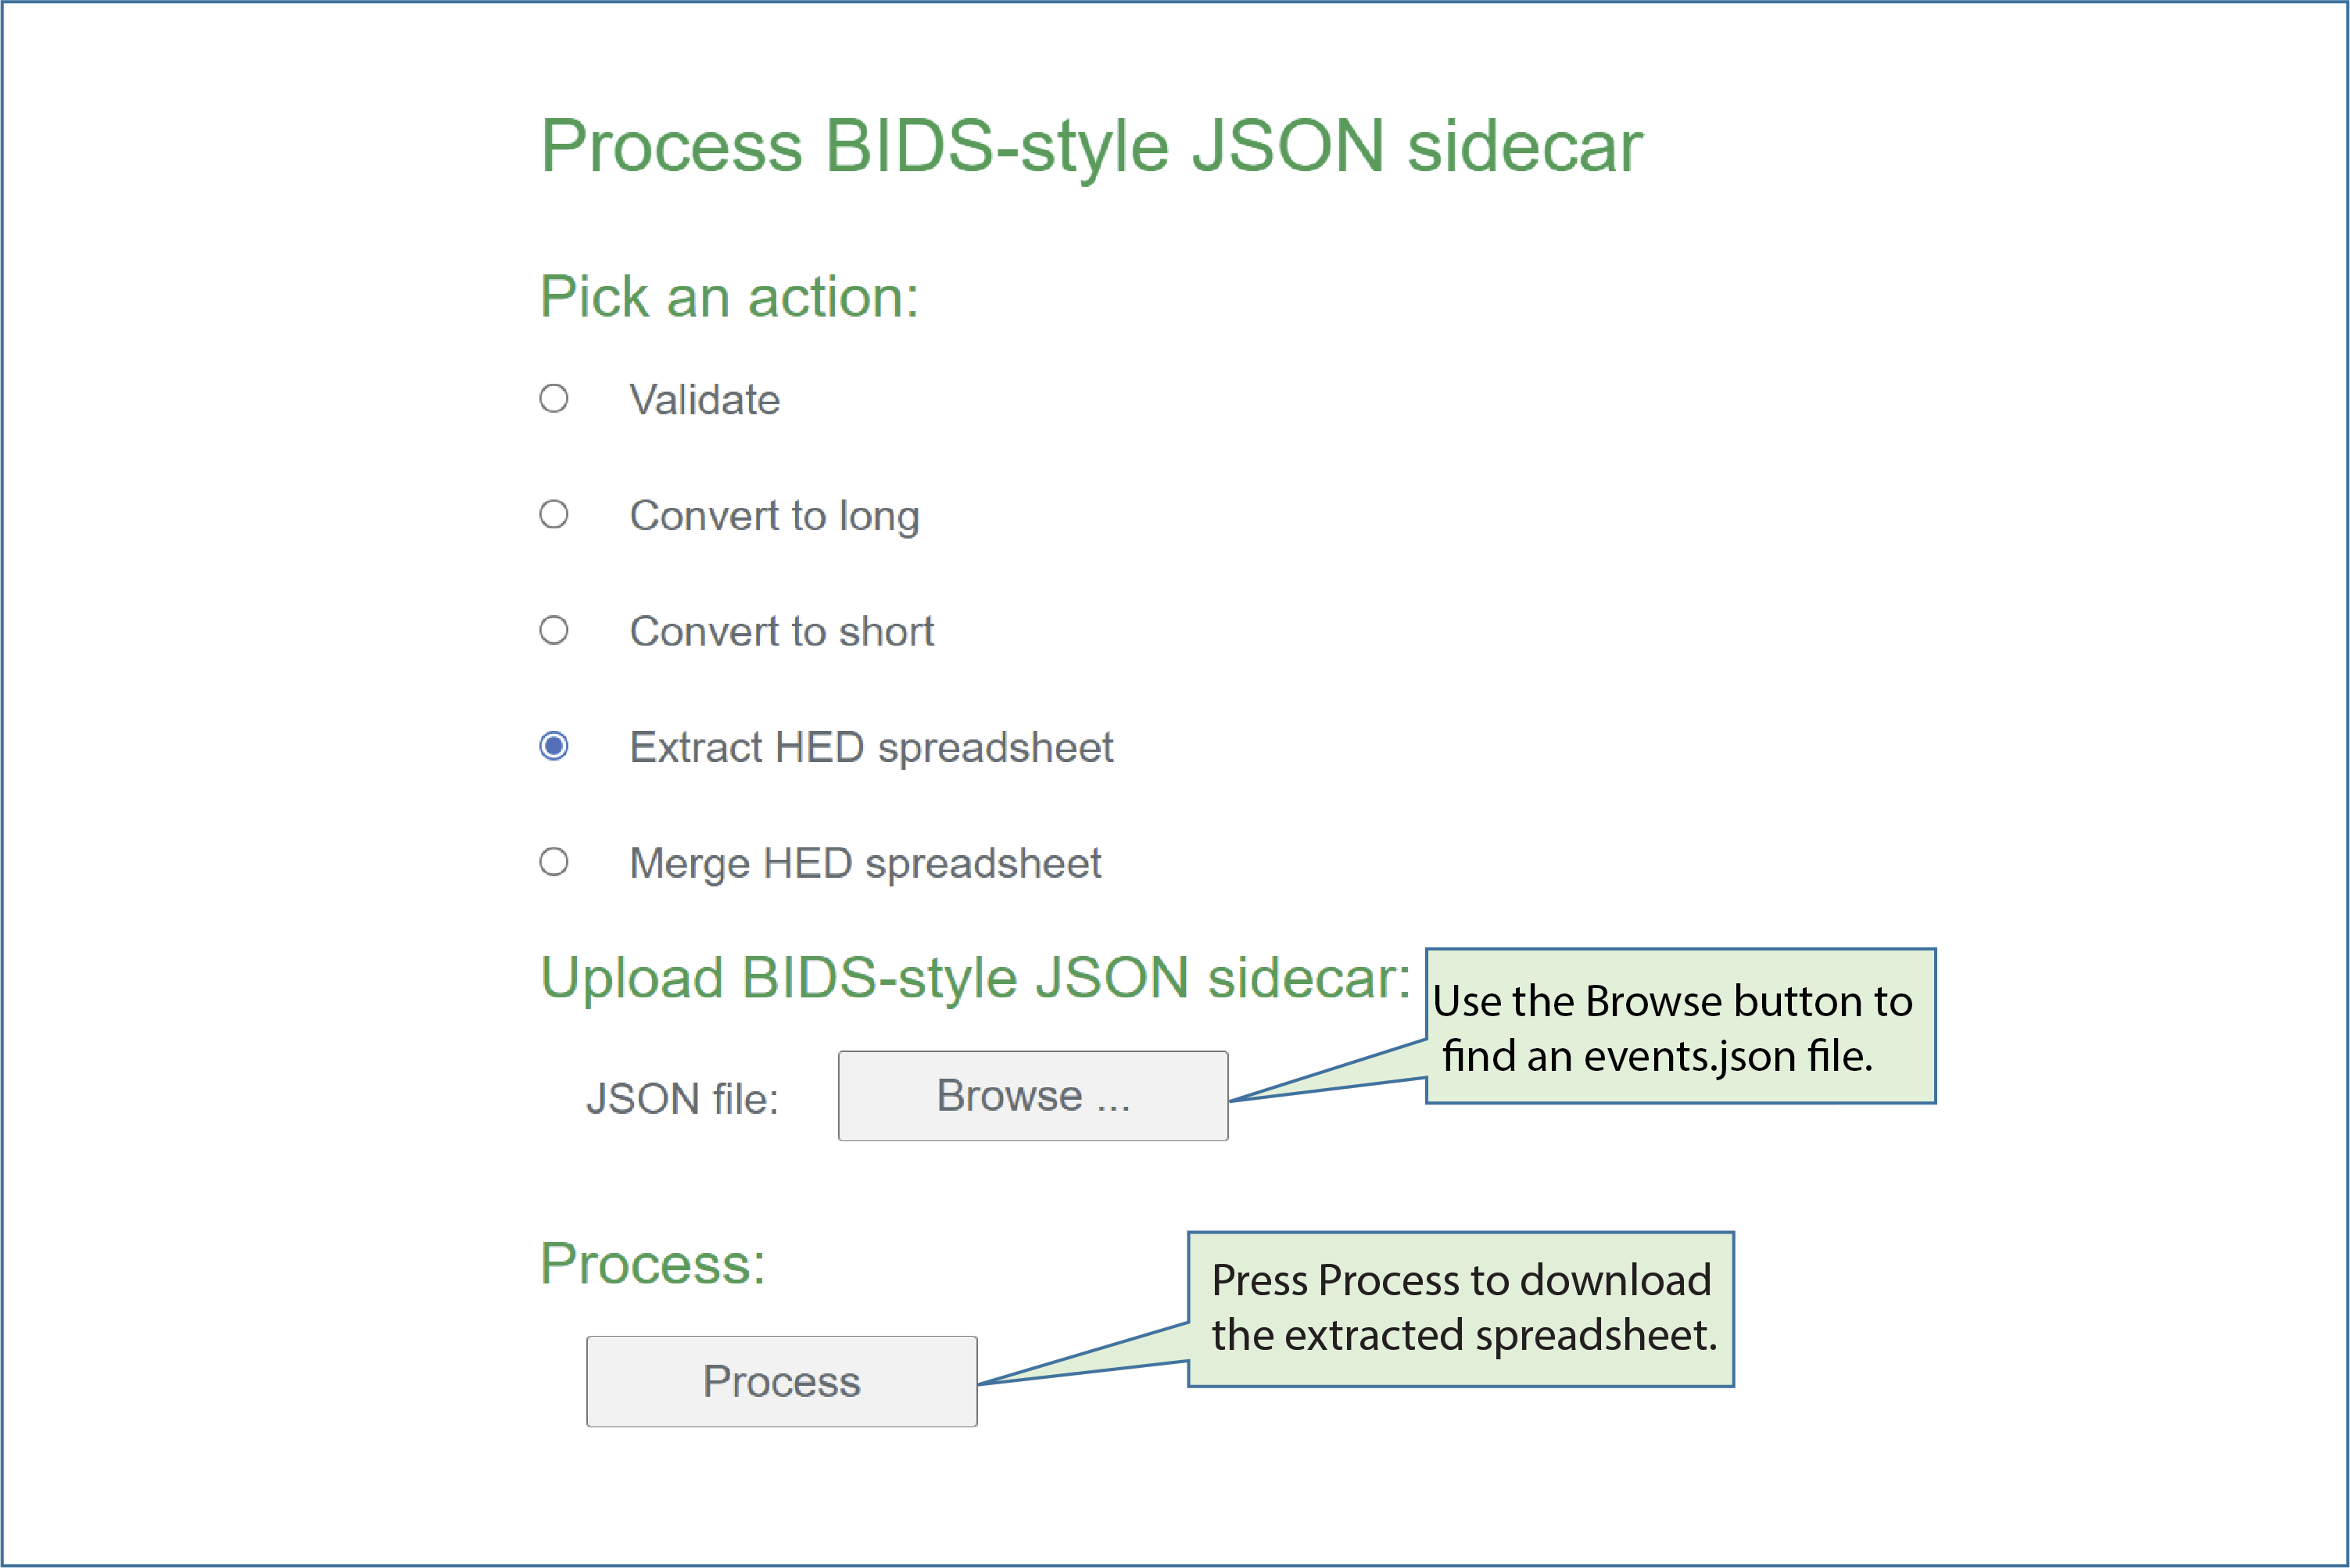 Process BIDS-style JSON sidecar
Pick an action:
Validate
Convert to long
Convert to short
Extract HED spreadsheet
Merge HED spreadsheet
Upload BIDS-style JSON sidecar:
Use the Browse button to
find an events.json file.
JSON file:
Browse ...
Process:
Press Process to download
the extracted spreadsheet.
Process